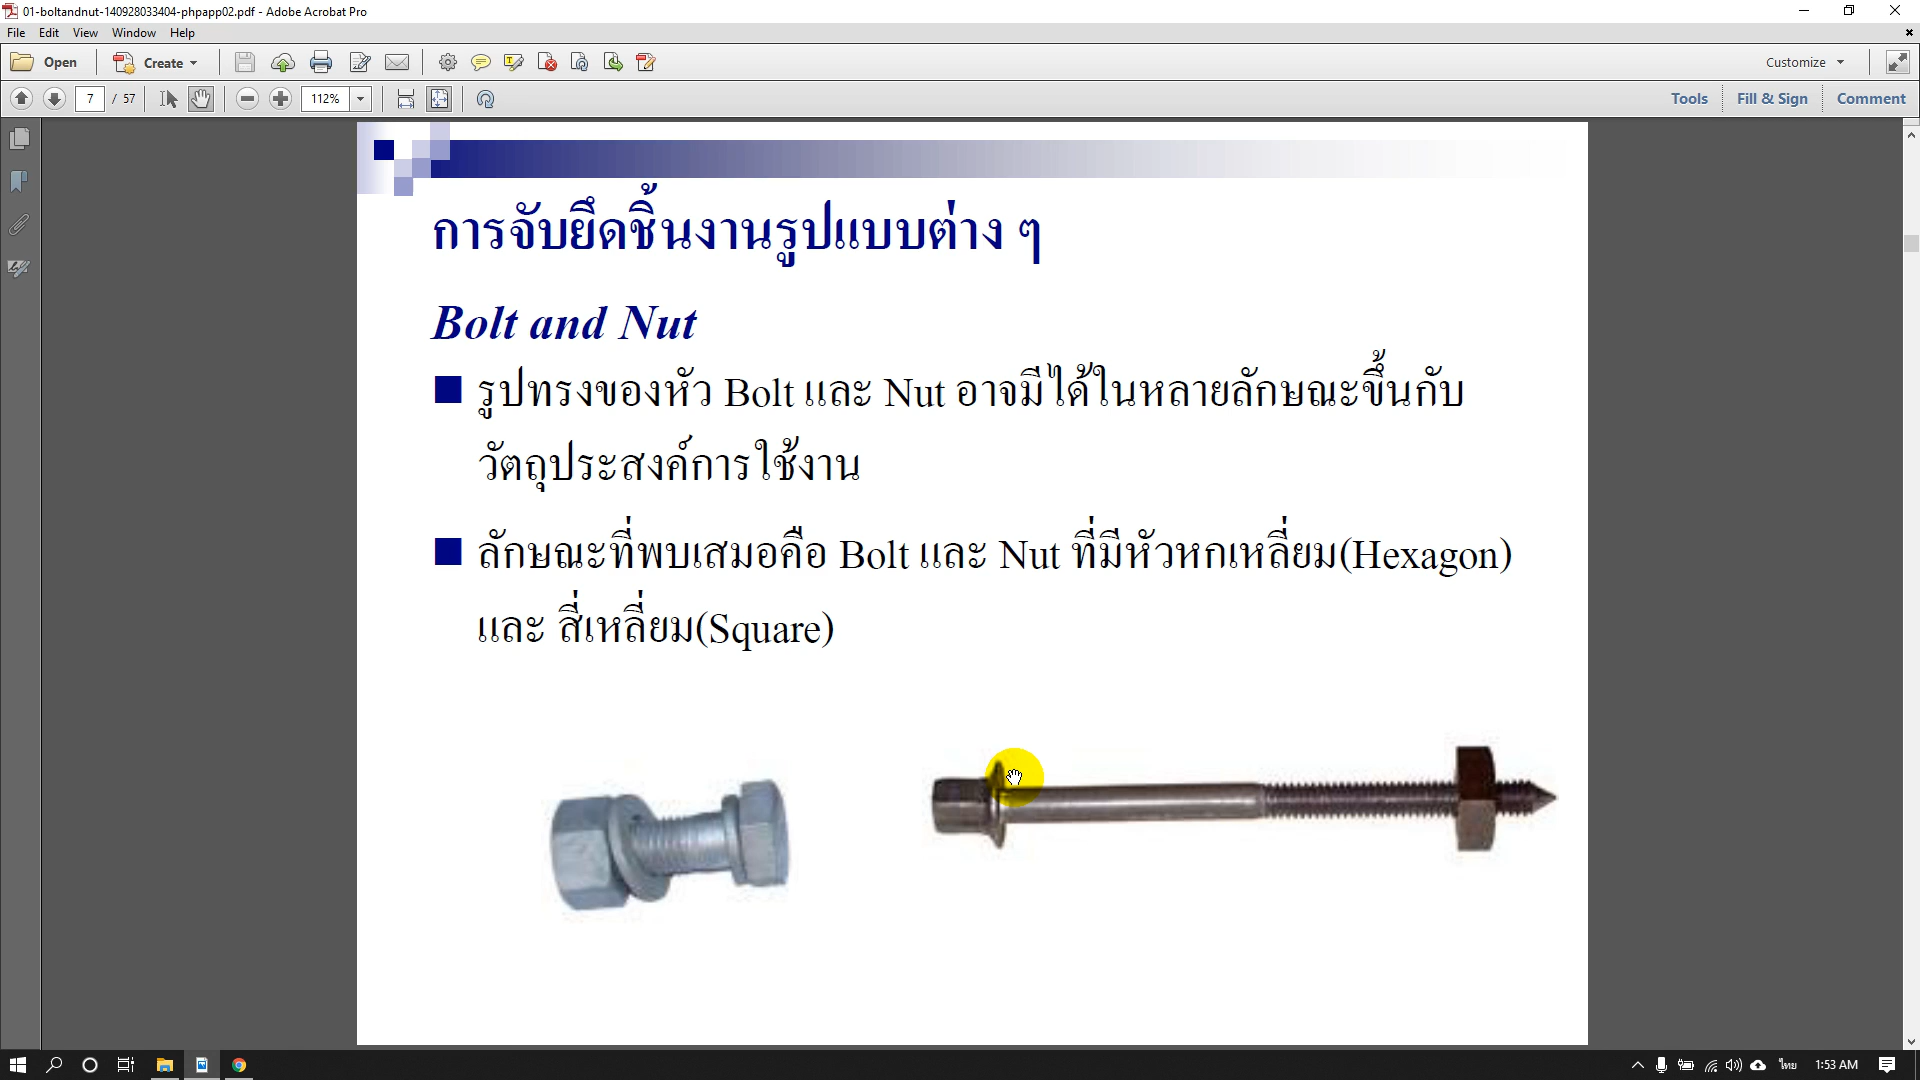 01-boltandnut-140928033404-phpapp02.pdf - Adobe Acrobat Pro
File Edit View Window Help
Open Create Customize
7 / 57 112% Tools Fill & Sign Comment
การจับยึดชิ้นงานรูปแบบต่าง ๆ
Bolt and Nut
รูปทรงของหัว Bolt และ Nut อาจมีได้ในหลายลักษณะขึ้นกับ
วัตถุประสงค์การใช้งาน
ลักษณะที่พบเสมอคือ Bolt และ Nut ที่มีหัวหกเหลี่ยม(Hexagon)
และ สี่เหลี่ยม(Square)
ไทย 1:53 AM